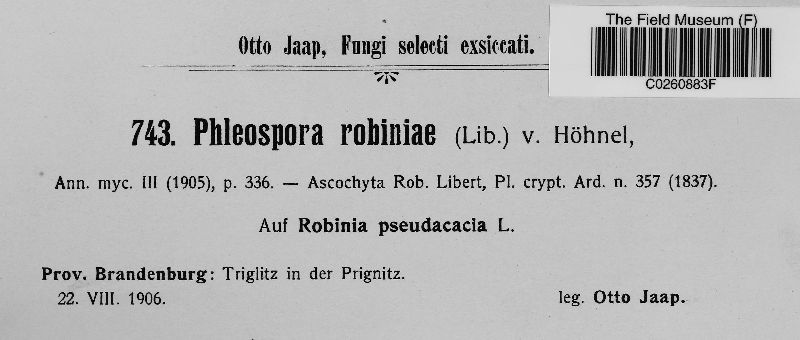 The Field Museum (F)
C0260883F
Otto Jaap, Fungi selecti exsiccati.
743. Phleospora robiniae (Lib.) v. Höhnel,
Ann. myc. III (1905), p. 336. — Ascochyta Rob. Libert, Pl. crypt. Ard. n. 357 (1837).
Auf Robinia pseudacacia L.
Prov. Brandenburg: Triglitz in der Prignitz.
22. VIII. 1906. leg. Otto Jaap.